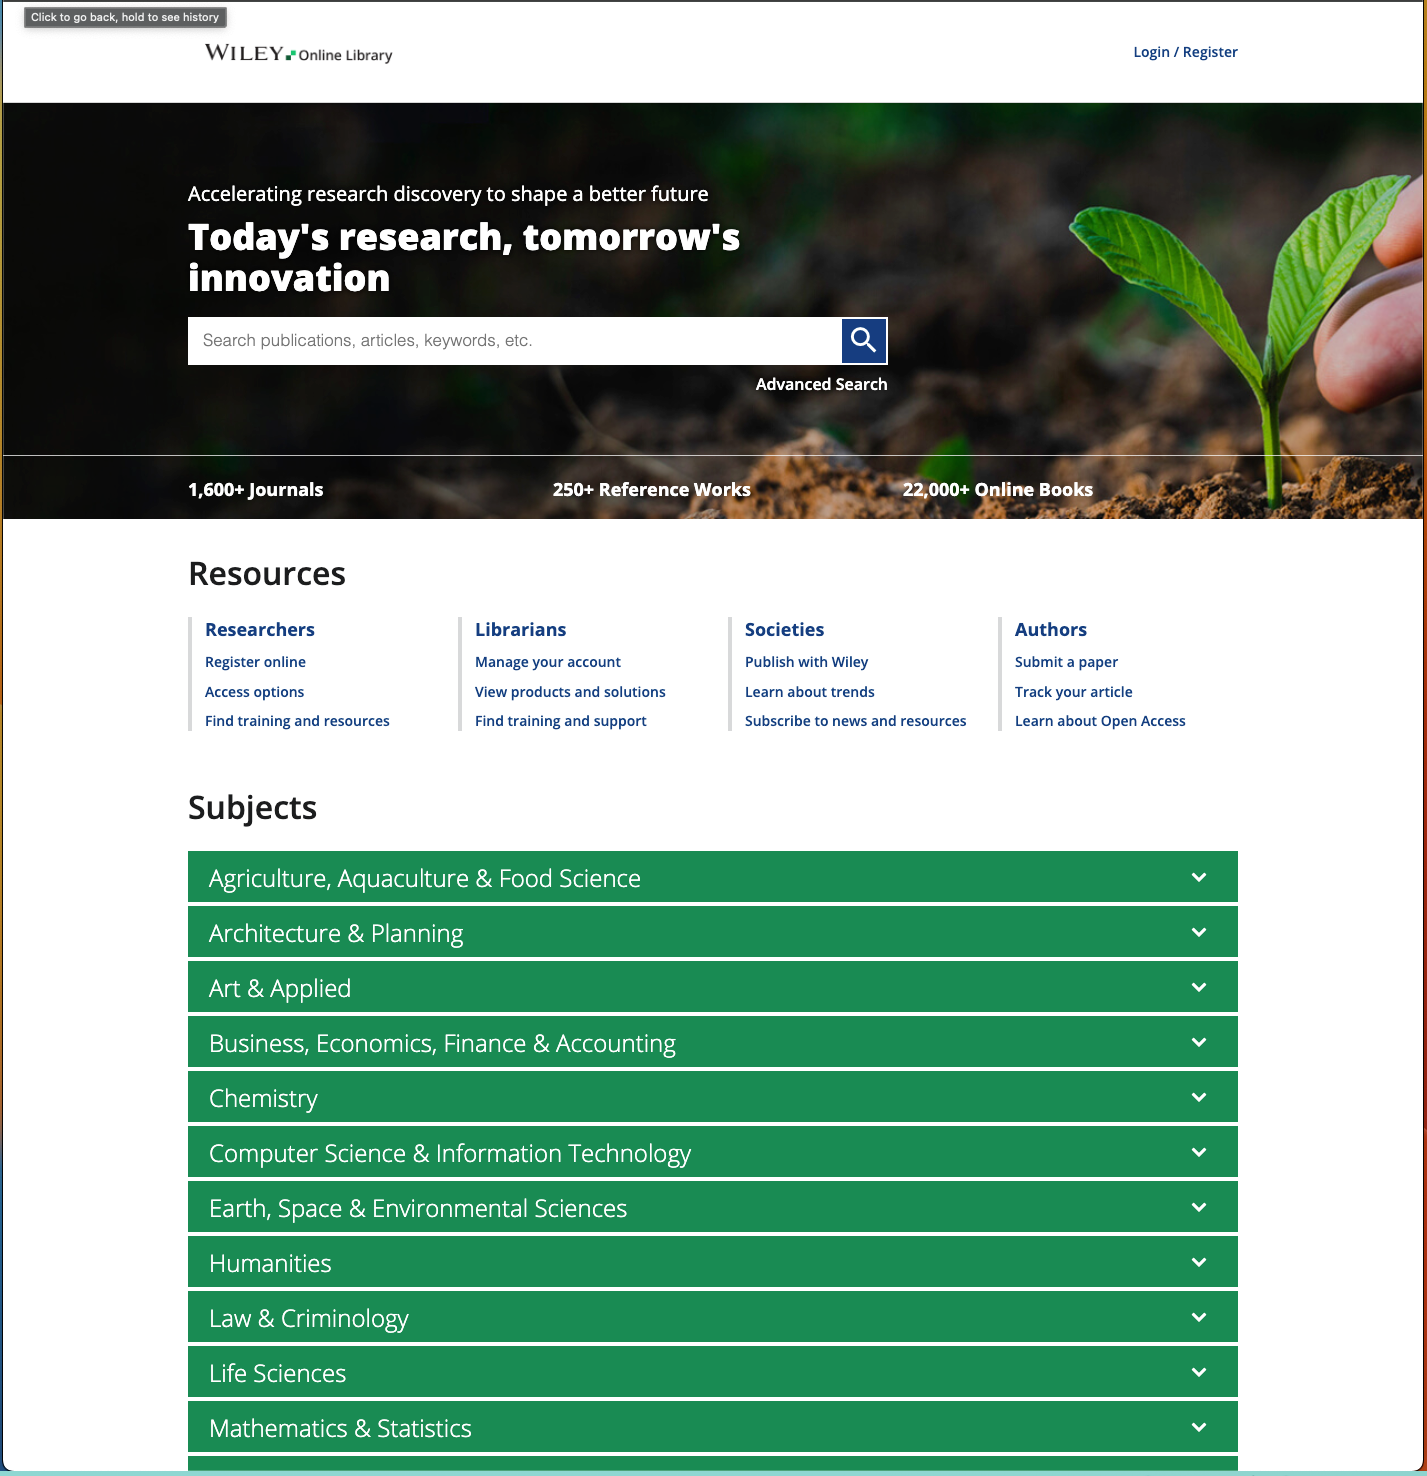 Click to go back, hold to see history
WILEY Online Library
Login / Register
Accelerating research discovery to shape a better future
Today's research, tomorrow's
innovation
Search publications, articles, keywords, etc.
Advanced Search
1,600+ Journals
250+ Reference Works
22,000+ Online Books
Resources
Researchers
Register online
Access options
Find training and resources
Librarians
Manage your account
View products and solutions
Find training and support
Societies
Publish with Wiley
Learn about trends
Subscribe to news and resources
Authors
Submit a paper
Track your article
Learn about Open Access
Subjects
Agriculture, Aquaculture & Food Science
Architecture & Planning
Art & Applied
Business, Economics, Finance & Accounting
Chemistry
Computer Science & Information Technology
Earth, Space & Environmental Sciences
Humanities
Law & Criminology
Life Sciences
Mathematics & Statistics